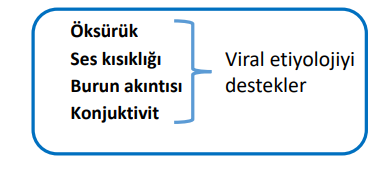 Öksürük
Ses kısıklığı
Burun akıntısı
Konjuktivit
Viral etiyolojiyi
destekler